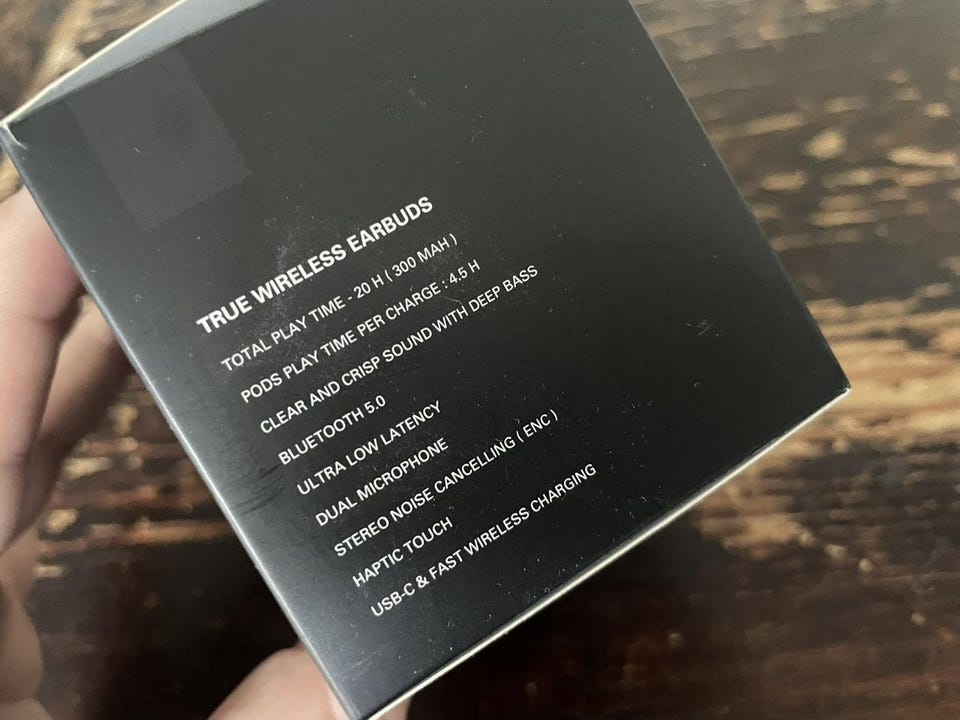 TRUE WIRELESS EARBUDS
TOTAL PLAY TIME - 20 H ( 300 MAH )
PODS PLAY TIME PER CHARGE : 4.5 H
CLEAR AND CRISP SOUND WITH DEEP BASS
BLUETOOTH 5.0
ULTRA LOW LATENCY
DUAL MICROPHONE
STEREO NOISE CANCELLING ( ENC )
HAPTIC TOUCH
USB-C & FAST WIRELESS CHARGING